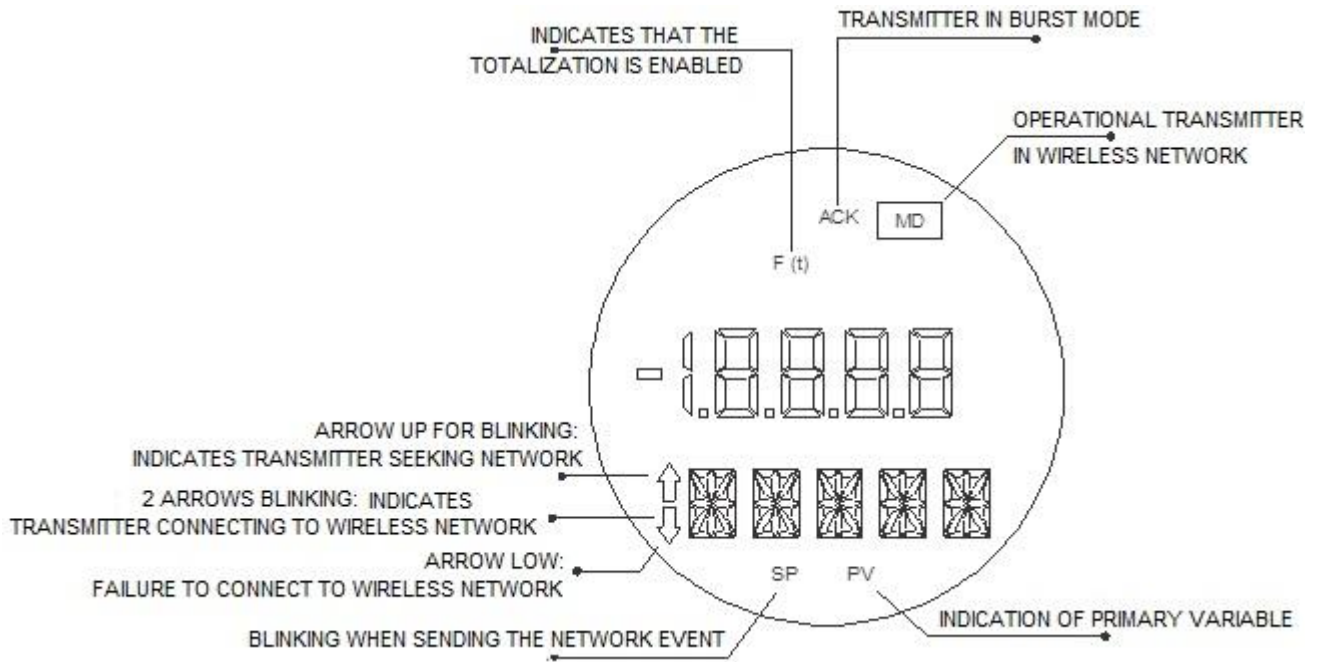 TRANSMITTER IN BURST MODE
INDICATES THAT THE
TOTALIZATION IS ENABLED
OPERATIONAL TRANSMITTER
IN WIRELESS NETWORK
ACK
MD
F (t)
-1.8.8.8.8
ARROW UP FOR BLINKING:
INDICATES TRANSMITTER SEEKING NETWORK
2 ARROWS BLINKING: INDICATES
TRANSMITTER CONNECTING TO WIRELESS NETWORK
ARROW LOW:
FAILURE TO CONNECT TO WIRELESS NETWORK
SP PV
INDICATION OF PRIMARY VARIABLE
BLINKING WHEN SENDING THE NETWORK EVENT